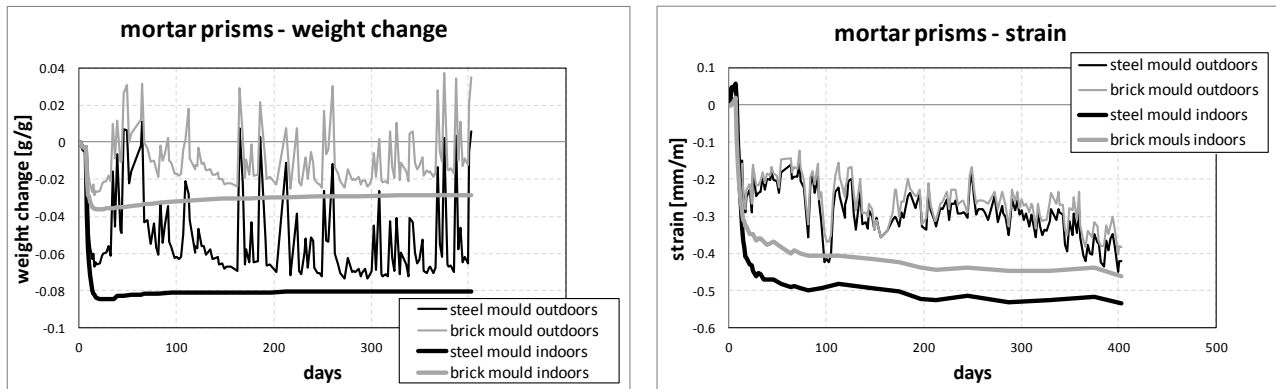 mortar prisms - weight change
0.04
0.02
0
-0.02
-0.04
-0.06
-0.08
-0.1
weight change [g/g]
0 100 200 300
days
steel mould outdoors
brick mould outdoors
steel mould indoors
brick mould indoors
mortar prisms - strain
0.1
0
-0.1
-0.2
-0.3
-0.4
-0.5
-0.6
strain [mm/m]
0 100 200 300 400 500
days
steel mould outdoors
brick mould outdoors
steel mould indoors
brick mouls indoors